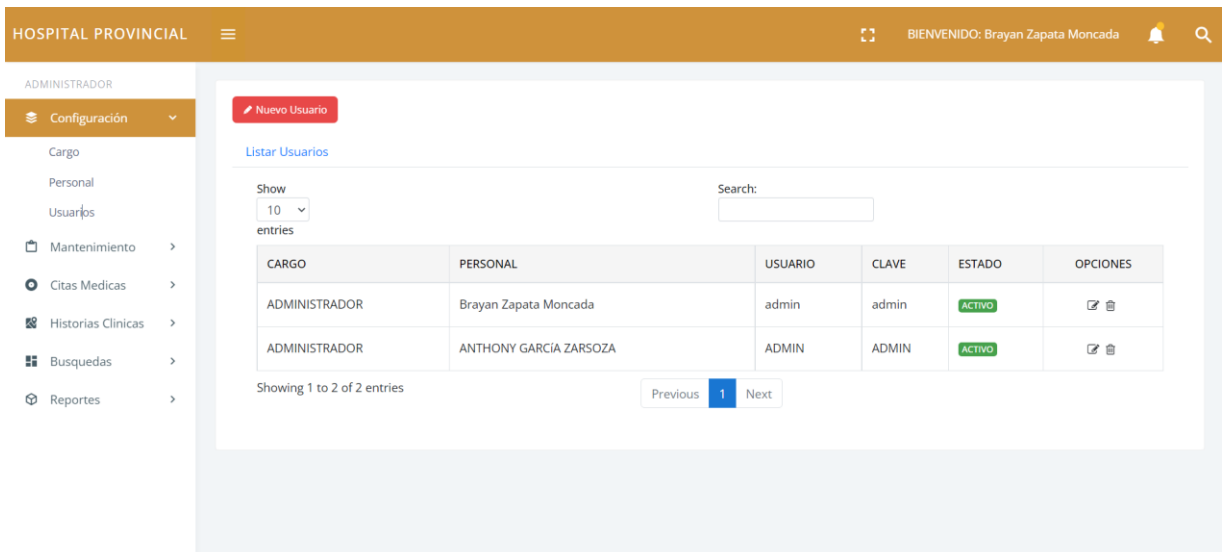 HOSPITAL PROVINCIAL
BIENVENIDO: Brayan Zapata Moncada
ADMINISTRADOR
Configuración
Cargo
Personal
Usuarios
Mantenimiento
Citas Medicas
Historias Clinicas
Busquedas
Reportes
Nuevo Usuario
Listar Usuarios
Show
10
entries
Search:
CARGO PERSONAL USUARIO CLAVE ESTADO OPCIONES
ADMINISTRADOR Brayan Zapata Moncada admin admin ACTIVO
ADMINISTRADOR ANTHONY GARCíA ZARSOZA ADMIN ADMIN ACTIVO
Showing 1 to 2 of 2 entries
Previous 1 Next